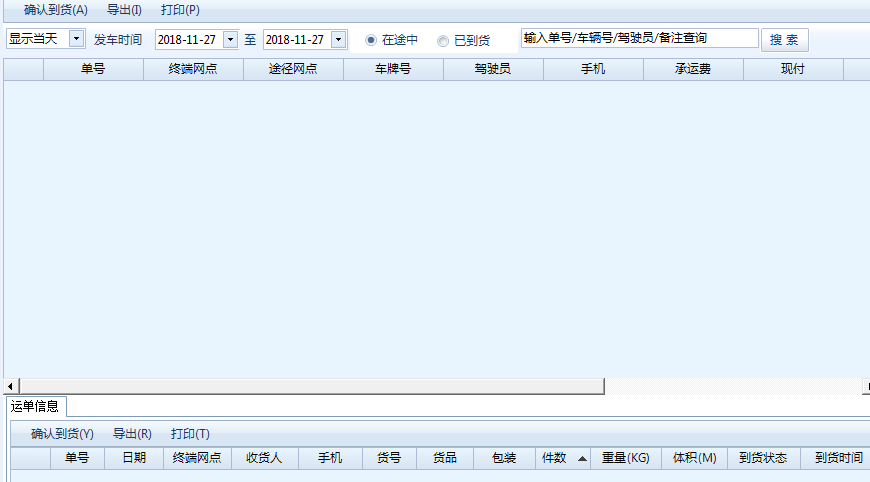 确认到货(A) 导出(I) 打印(P)
显示当天 发车时间 2018-11-27 至 2018-11-27 在途中 已到货 输入单号/车辆号/驾驶员/备注查询 搜 索
单号 终端网点 途径网点 车牌号 驾驶员 手机 承运费 现付
运单信息
确认到货(Y) 导出(R) 打印(T)
单号 日期 终端网点 收货人 手机 货号 货品 包装 件数 重量(KG) 体积(M) 到货状态 到货时间